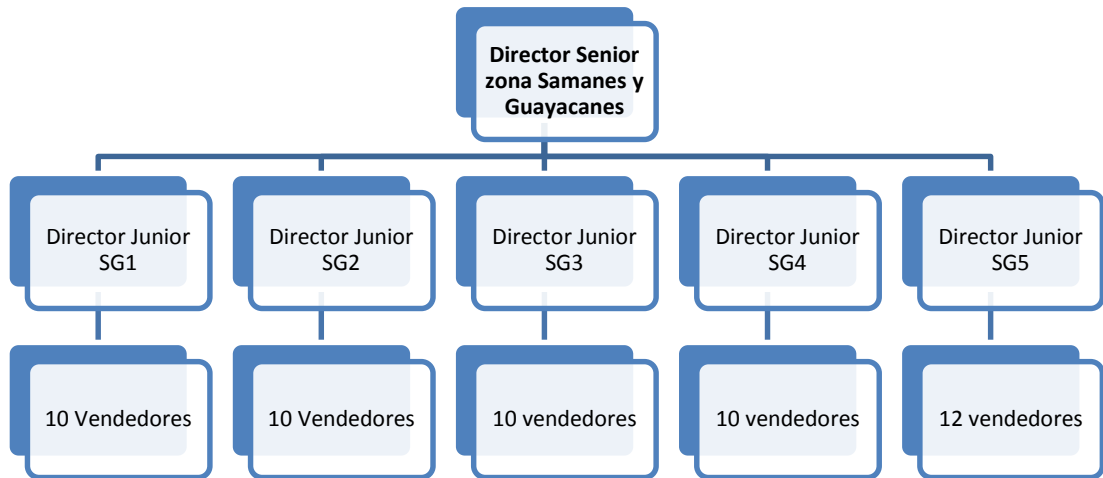 Director Senior
zona Samanes y
Guayacanes
Director Junior
SG1
Director Junior
SG2
Director Junior
SG3
Director Junior
SG4
Director Junior
SG5
10 Vendedores
10 Vendedores
10 vendedores
10 vendedores
12 vendedores